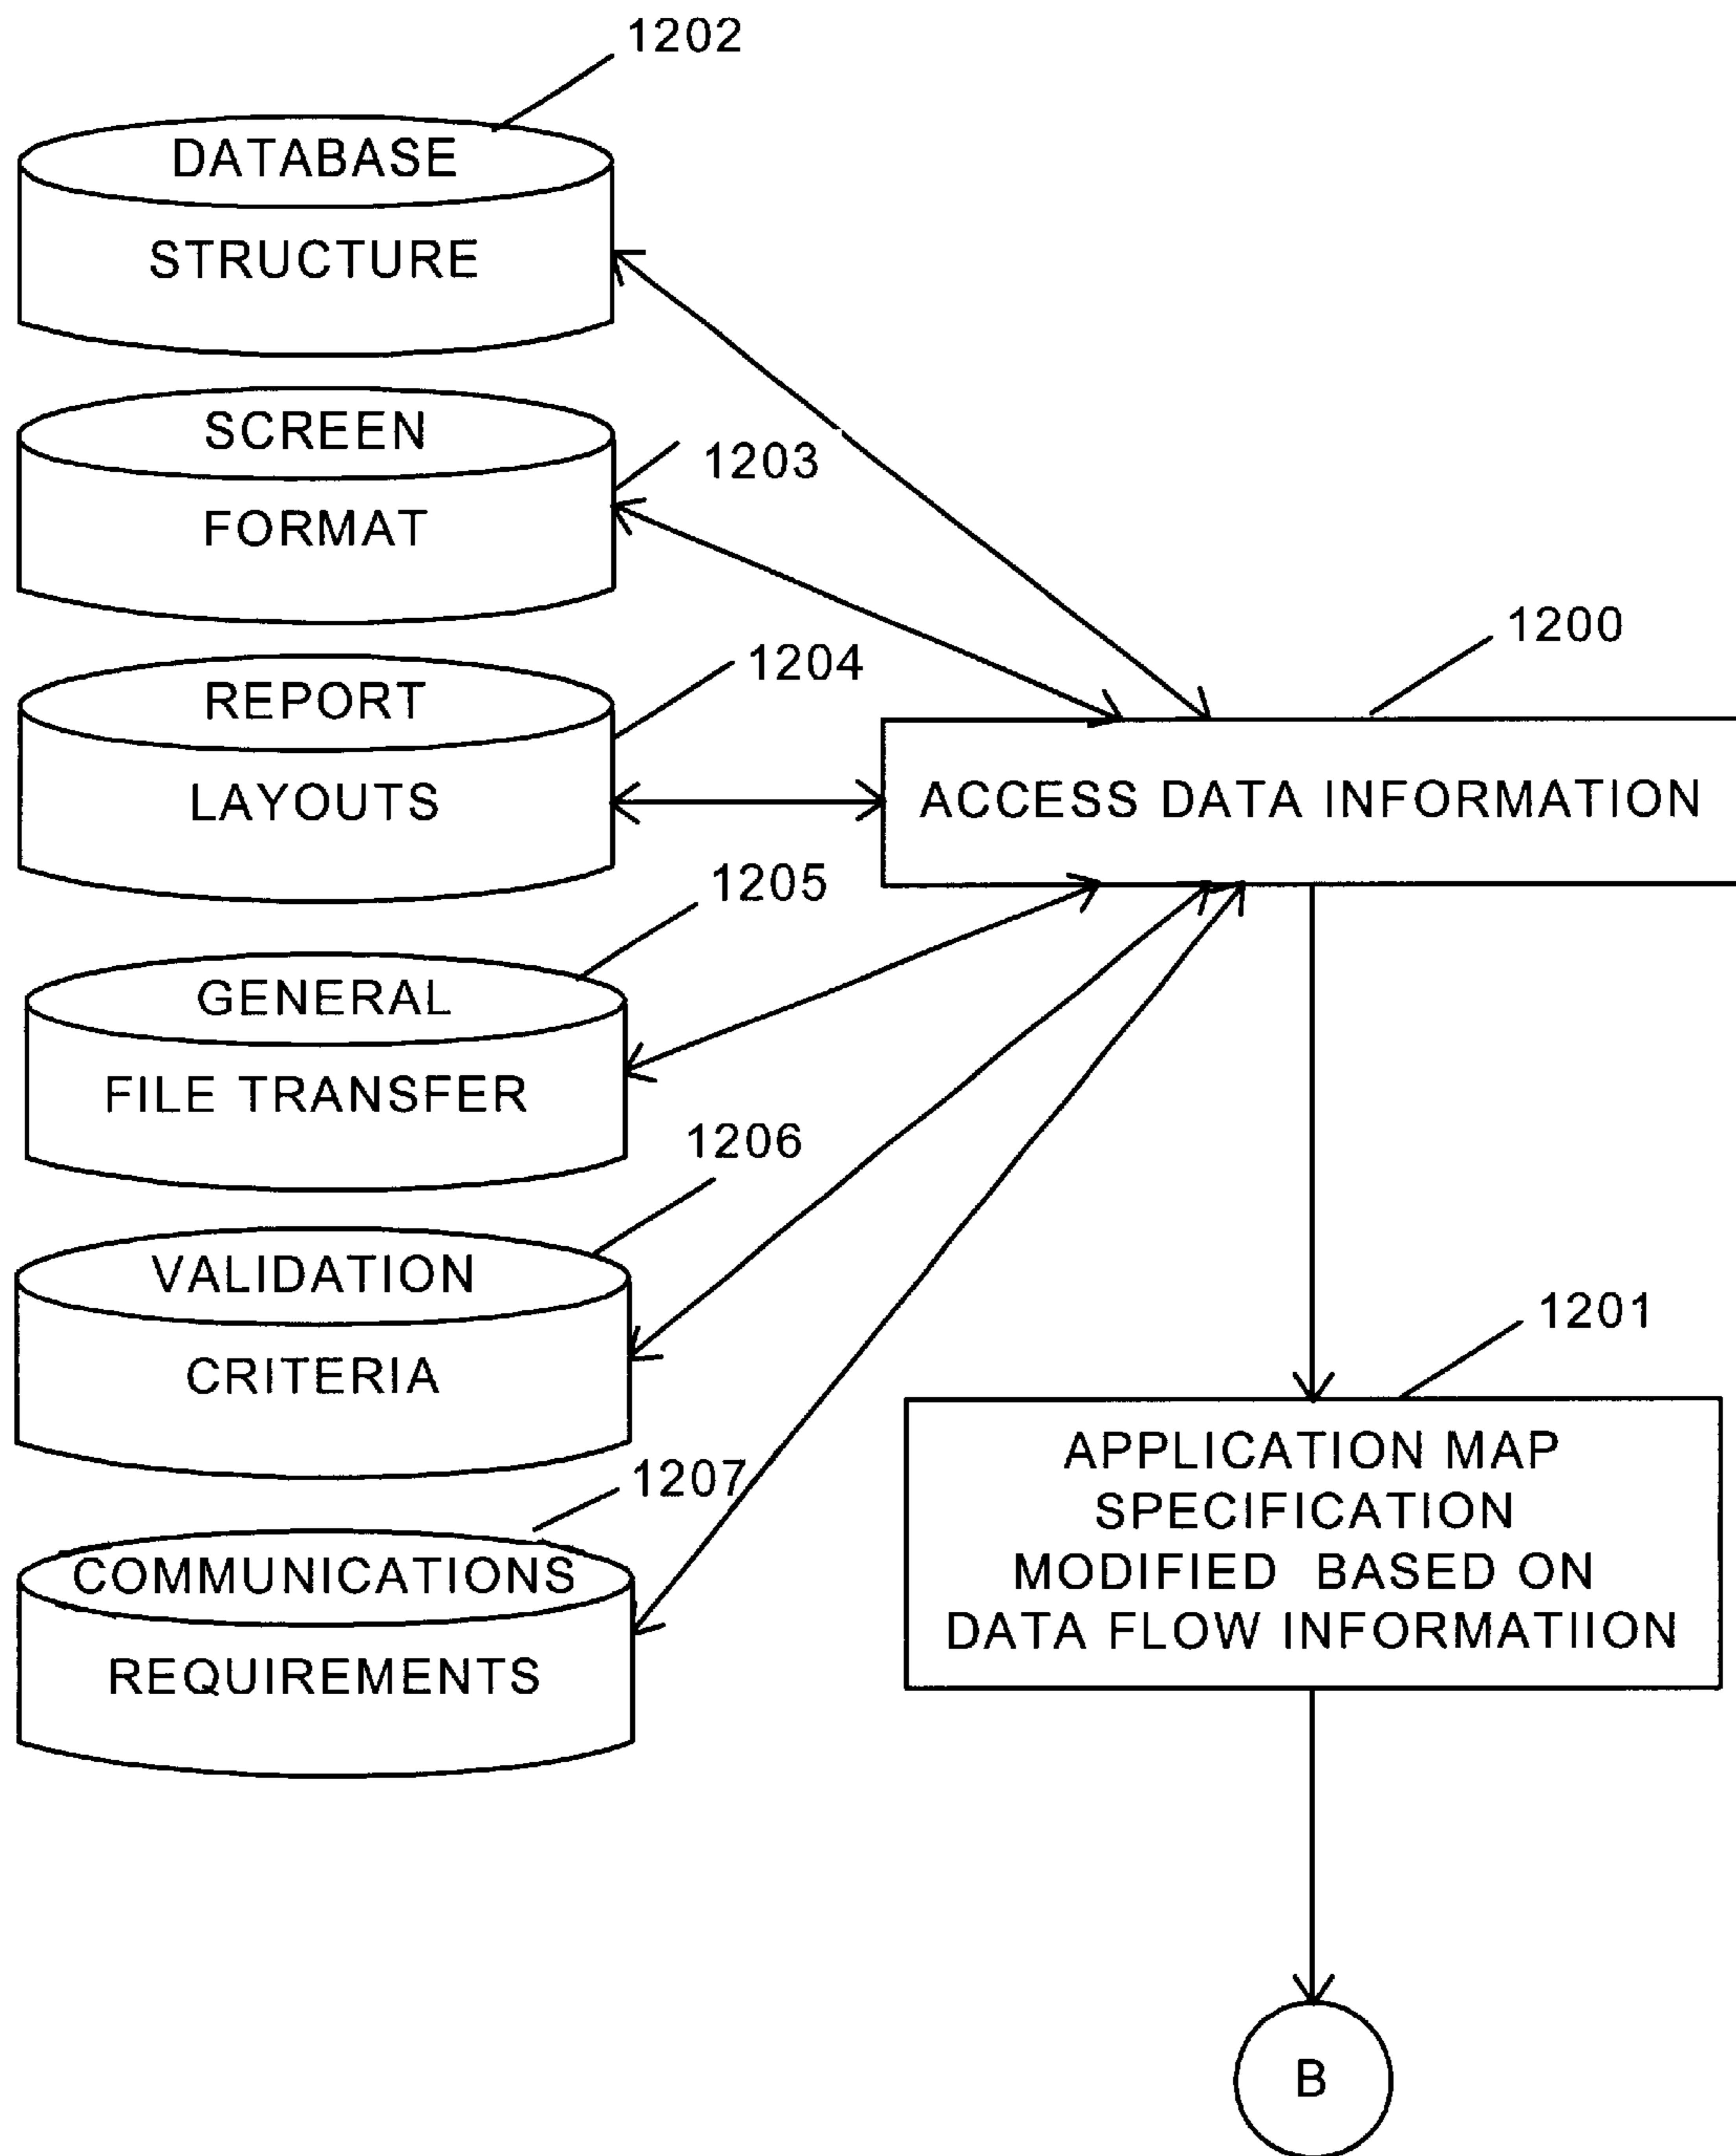 1202
DATABASE
STRUCTURE
SCREEN
FORMAT
1203
1200
REPORT
LAYOUTS
1204
ACCESS DATA INFORMATION
1205
GENERAL
FILE TRANSFER
1206
VALIDATION
CRITERIA
1201
APPLICATION MAP
SPECIFICATION
MODIFIED BASED ON
DATA FLOW INFORMATIION
1207
COMMUNICATIONS
REQUIREMENTS
B